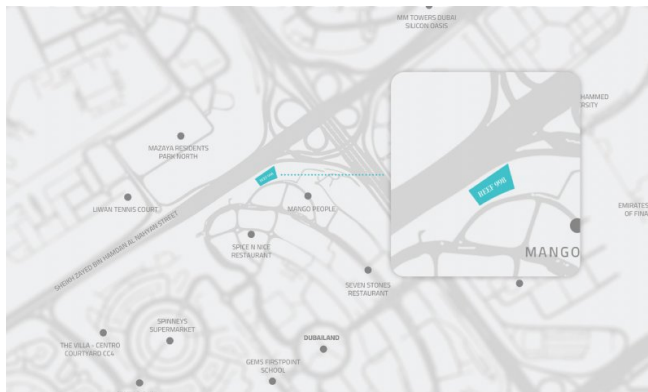 MM TOWERS DUBAI
SILICON OASIS
HAMMED
RSITY
MAZAYA RESIDENTS
PARK NORTH
REEF 998
LIWAN TENNIS COURT
MANGO PEOPLE
EMIRATES
OF FINA
SHEIKH ZAYED BIN HAMDAN AL NAHYAN STREET
SPICE N NICE
RESTAURANT
MANGO
SEVEN STONES
RESTAURANT
SPINNEYS
SUPERMARKET
THE VILLA - CENTRO
COURTYARD CC4
DUBAILAND
GEMS FIRSTPOINT
SCHOOL